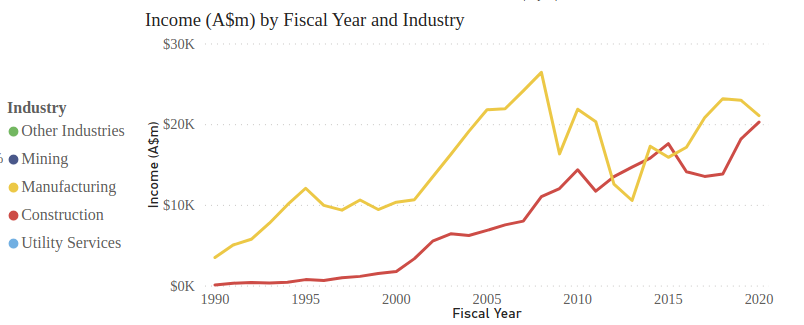 Income (A$m) by Fiscal Year and Industry
Industry
Other Industries
Mining
Manufacturing
Construction
Utility Services
Income (A$m)
$30K
$20K
$10K
$0K
1990 1995 2000 2005 2010 2015 2020
Fiscal Year